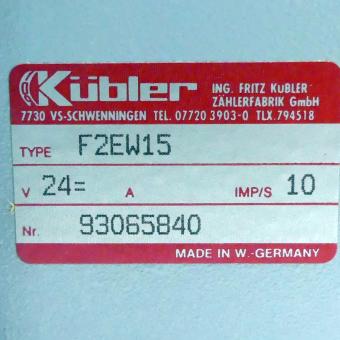 Kübler ING. FRITZ KÜBLER
ZÄHLERFABRIK GmbH
7730 VS-SCHWENNINGEN TEL. 07720 3903-0 TLX. 794518
TYPE F2EW15
V 24= A IMP/S 10
Nr. 93065840
MADE IN W.-GERMANY